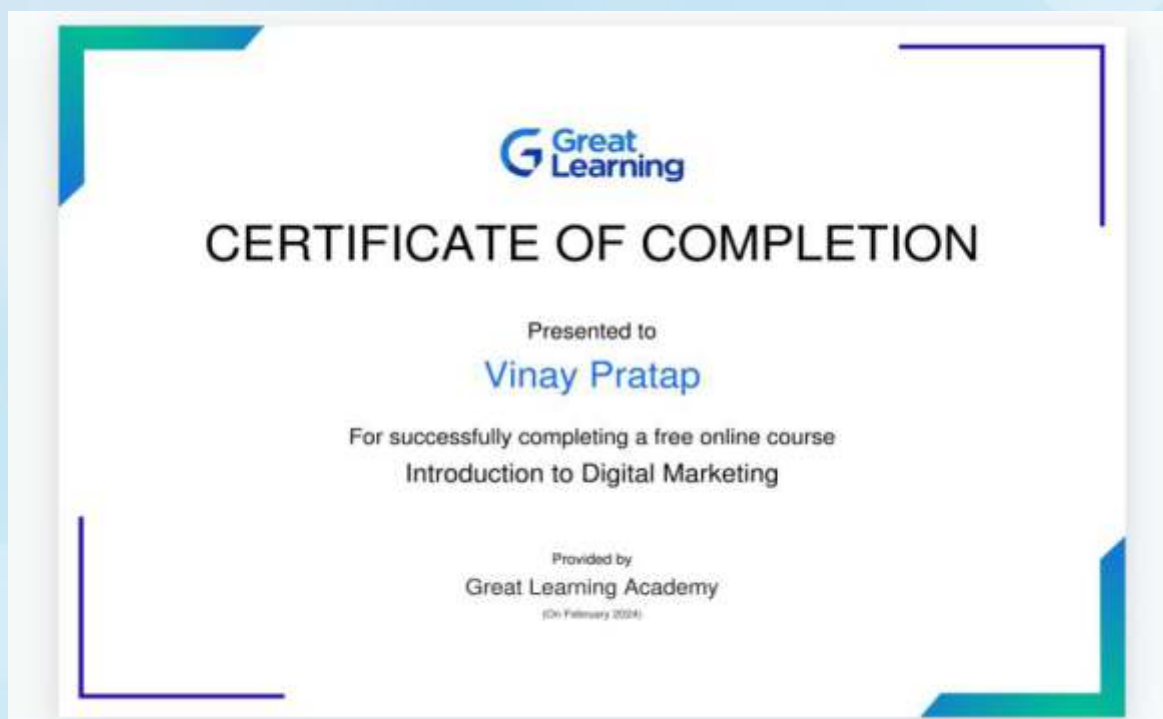 Great
Learning
CERTIFICATE OF COMPLETION
Presented to
Vinay Pratap
For successfully completing a free online course
Introduction to Digital Marketing
Provided by
Great Learning Academy
(On February 2024)